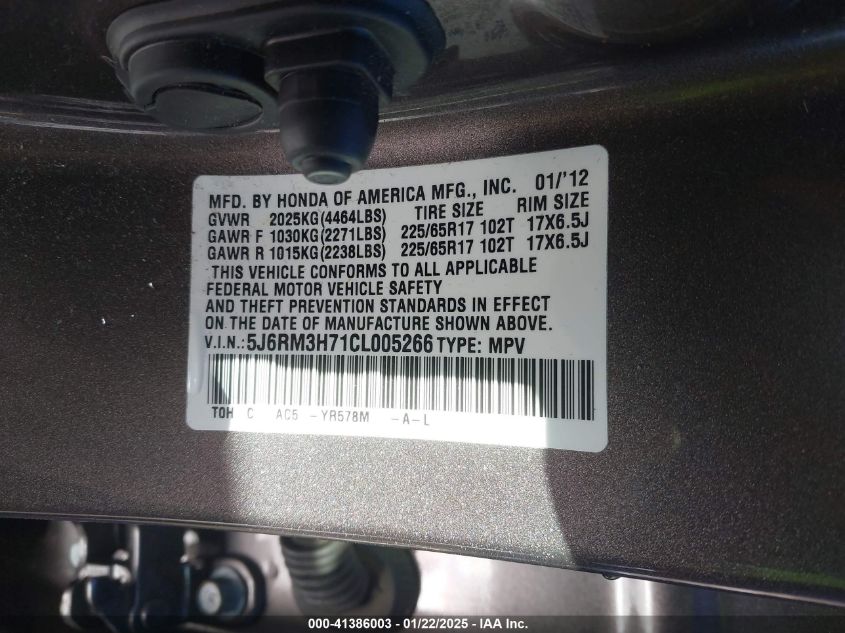 MFD. BY HONDA OF AMERICA MFG., INC. 01/'12
GVWR 2025KG(4464LBS) TIRE SIZE RIM SIZE
GAWR F 1030KG(2271LBS) 225/65R17 102T 17X6.5J
GAWR R 1015KG(2238LBS) 225/65R17 102T 17X6.5J
THIS VEHICLE CONFORMS TO ALL APPLICABLE
FEDERAL MOTOR VEHICLE SAFETY
AND THEFT PREVENTION STANDARDS IN EFFECT
ON THE DATE OF MANUFACTURE SHOWN ABOVE.
V.I.N.:5J6RM3H71CL005266 TYPE: MPV
TOH C AC5 -YR578M -A-L
000-41386003 - 01/22/2025 - IAA Inc.